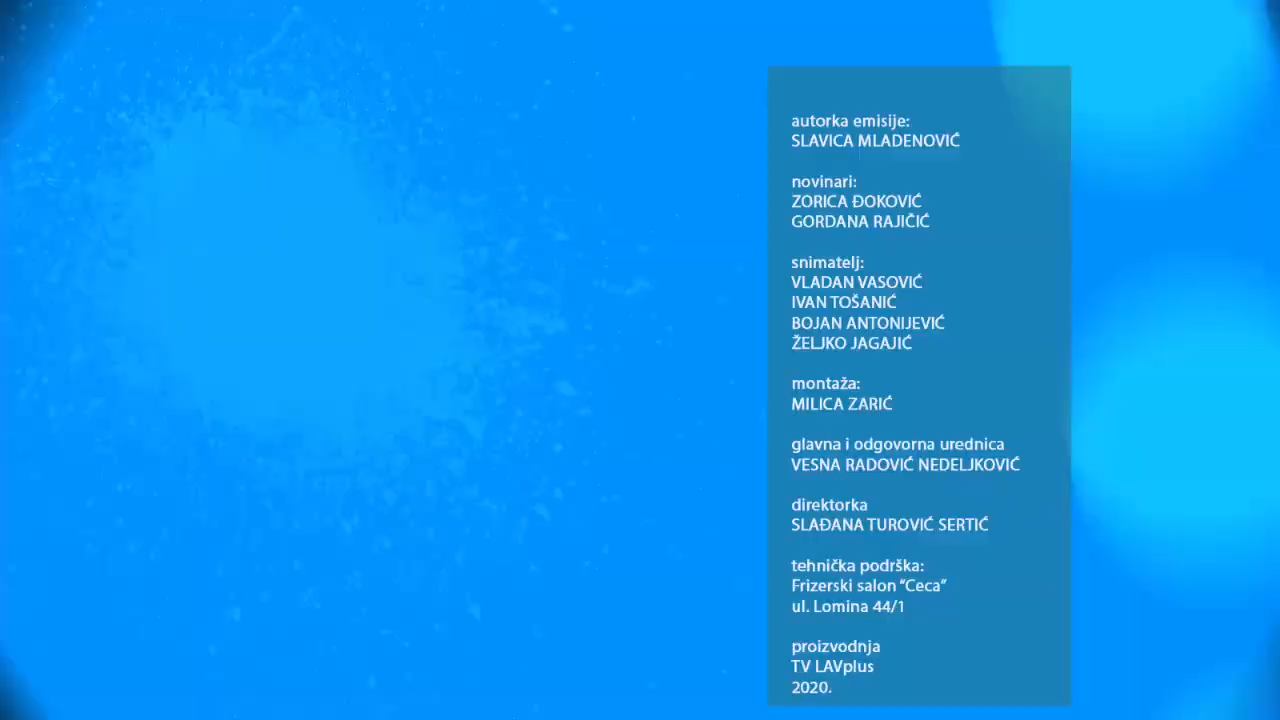 autorka emisije:
SLAVICA MLADENOVIĆ
novinari:
ZORICA ĐOKOVIĆ
GORDANA RAJIČIĆ
snimatelj:
VLADAN VASOVIĆ
IVAN TOŠANIĆ
BOJAN ANTONIJEVIĆ
ŽELJKO JAGAJIĆ
montaža:
MILICA ZARIĆ
glavna i odgovorna urednica
VESNA RADOVIĆ NEDELJKOVIĆ
direktorka
SLAĐANA TUROVIĆ SERTIĆ
tehnička podrška:
Frizerski salon “Ceca”
ul. Lomina 44/1
proizvodnja
TV LAVplus
2020.